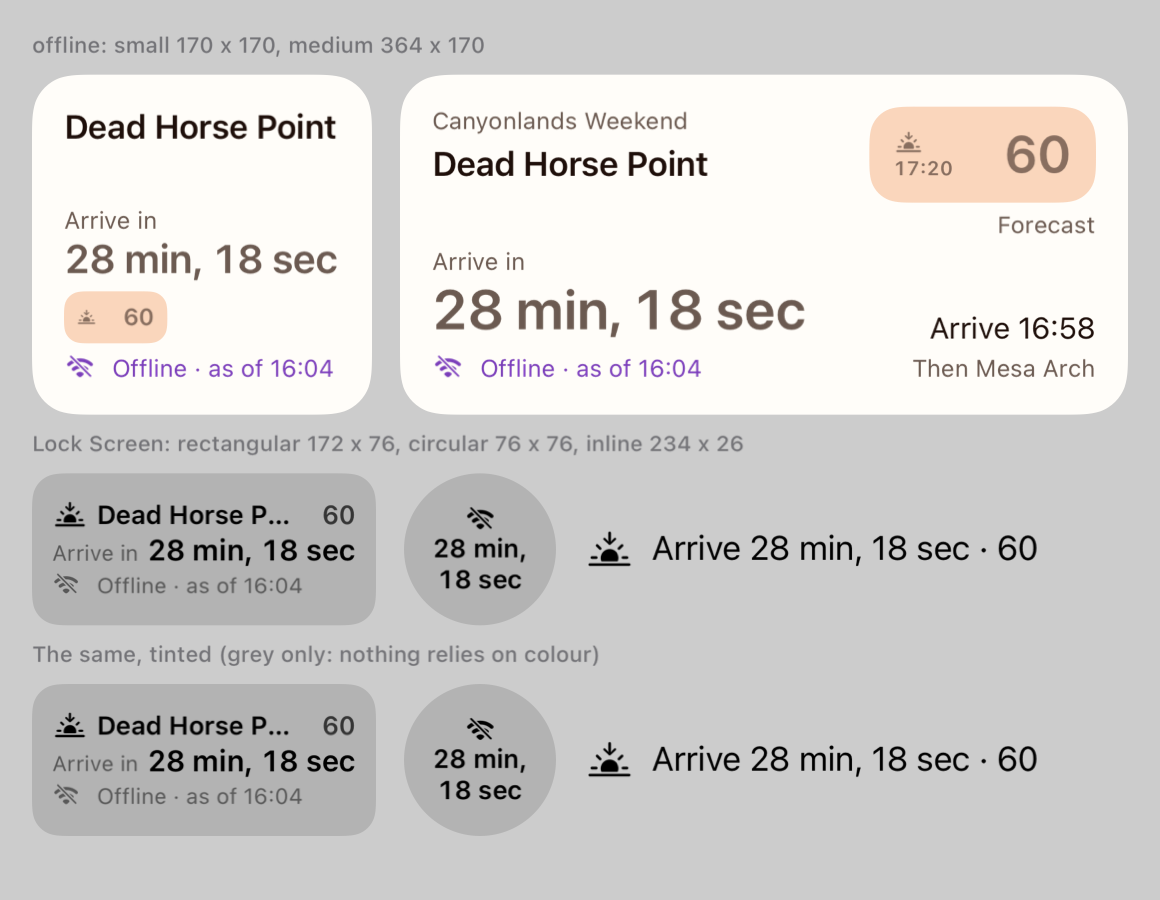 offline: small 170 x 170, medium 364 x 170
Dead Horse Point
Arrive in
28 min, 18 sec
60
Offline · as of 16:04
Canyonlands Weekend
Dead Horse Point
17:20
60
Forecast
Arrive in
28 min, 18 sec
Offline · as of 16:04
Arrive 16:58
Then Mesa Arch
Lock Screen: rectangular 172 x 76, circular 76 x 76, inline 234 x 26
Dead Horse P... 60
Arrive in 28 min, 18 sec
Offline · as of 16:04
28 min,
18 sec
Arrive 28 min, 18 sec · 60
The same, tinted (grey only: nothing relies on colour)
Dead Horse P... 60
Arrive in 28 min, 18 sec
Offline · as of 16:04
28 min,
18 sec
Arrive 28 min, 18 sec · 60